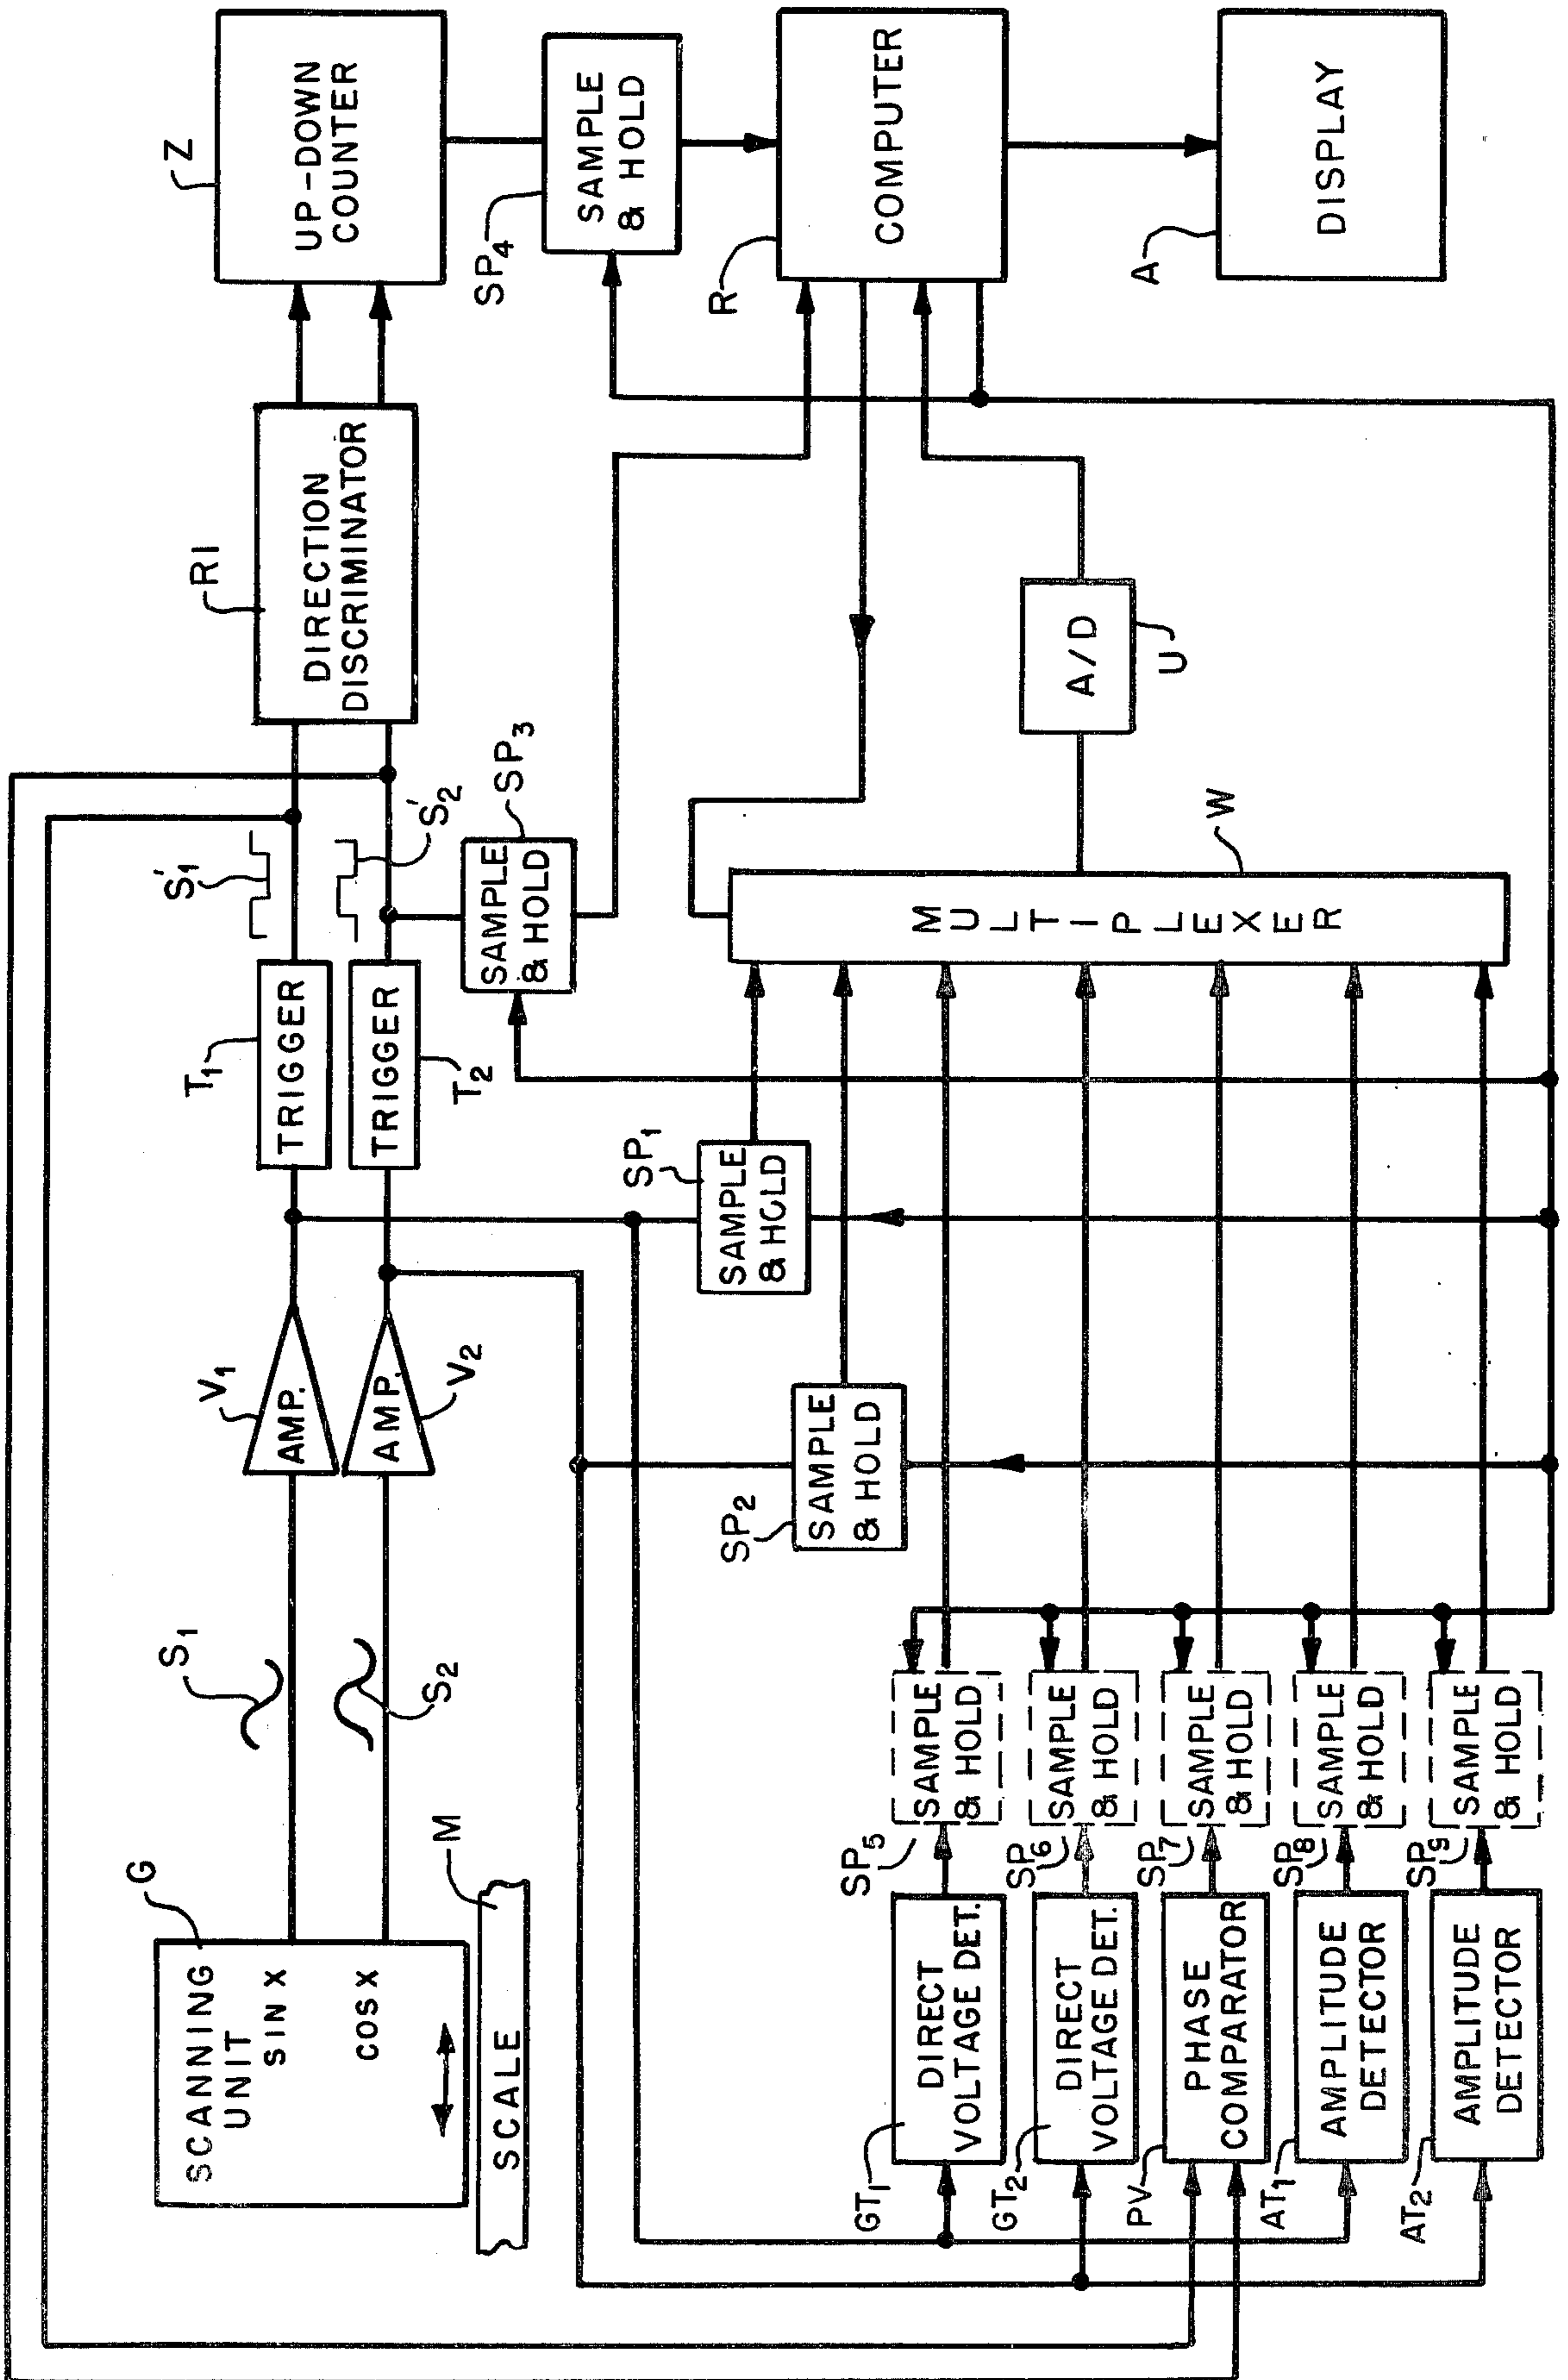 G
SCANNING
UNIT
SIN X
COS X
SCALE
M
S1
S2
V1
AMP.
AMP.
V2
T1
TRIGGER
TRIGGER
T2
S'1
S'2
RI
DIRECTION
DISCRIMINATOR
Z
UP-DOWN
COUNTER
SP3
SAMPLE
& HOLD
SP4
SAMPLE
& HOLD
SP1
SAMPLE
& HOLD
SP2
SAMPLE
& HOLD
R
COMPUTER
A
DISPLAY
A/D
U
W
MULTIPLEXER
GT1
DIRECT
VOLTAGE DET.
SP5
SAMPLE
& HOLD
GT2
DIRECT
VOLTAGE DET.
SP6
SAMPLE
& HOLD
PV
PHASE
COMPARATOR
SP7
SAMPLE
& HOLD
AT1
AMPLITUDE
DETECTOR
SP8
SAMPLE
& HOLD
AT2
AMPLITUDE
DETECTOR
SP9
SAMPLE
& HOLD